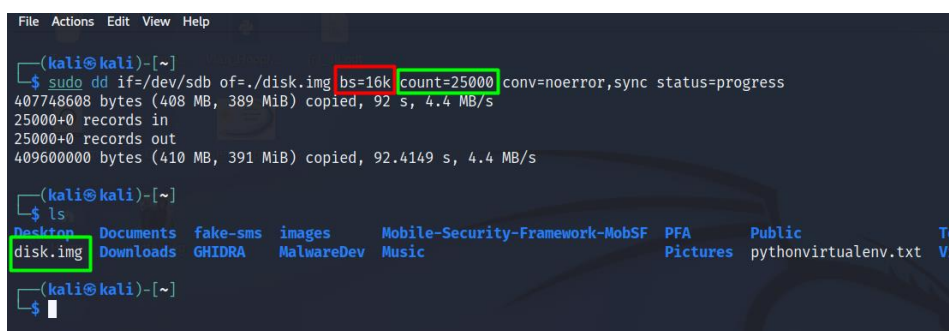 File Actions Edit View Help
(kali㉿kali)-[~]
$ sudo dd if=/dev/sdb of=./disk.img bs=16k count=25000 conv=noerror,sync status=progress
407748608 bytes (408 MB, 389 MiB) copied, 92 s, 4.4 MB/s
25000+0 records in
25000+0 records out
409600000 bytes (410 MB, 391 MiB) copied, 92.4149 s, 4.4 MB/s
(kali㉿kali)-[~]
$ ls
Desktop Documents fake-sms images Mobile-Security-Framework-MobSF PFA Public
disk.img Downloads GHIDRA MalwareDev Music Pictures pythonvirtualenv.txt V
(kali㉿kali)-[~]
$